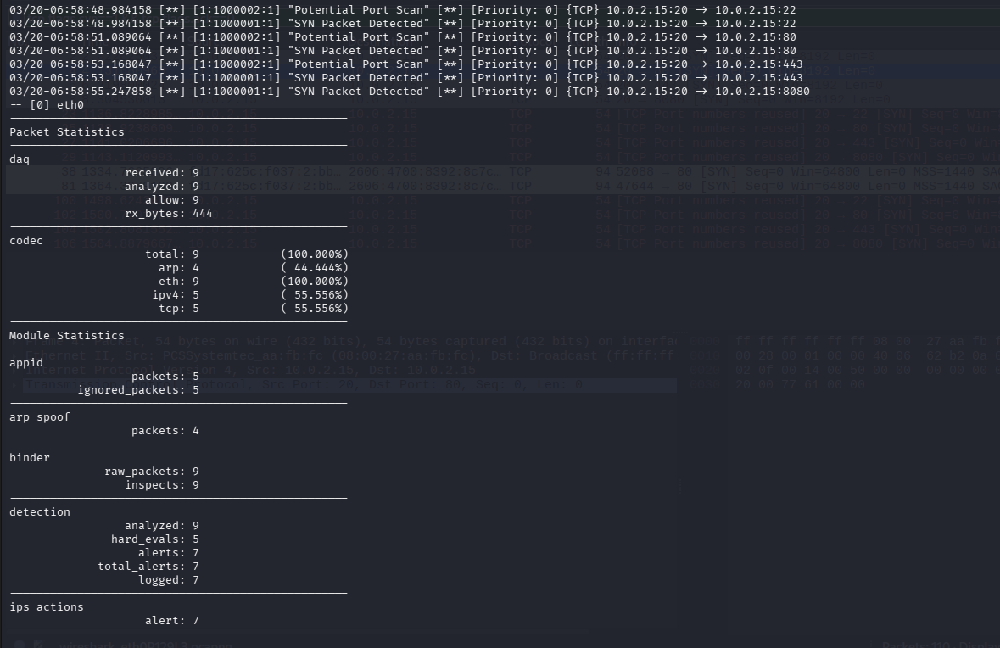 03/20-06:58:48.984158 [**] [1:1000002:1] "Potential Port Scan" [**] [Priority: 0] {TCP} 10.0.2.15:20 → 10.0.2.15:22
03/20-06:58:48.984158 [**] [1:1000001:1] "SYN Packet Detected" [**] [Priority: 0] {TCP} 10.0.2.15:20 → 10.0.2.15:22
03/20-06:58:51.089064 [**] [1:1000002:1] "Potential Port Scan" [**] [Priority: 0] {TCP} 10.0.2.15:20 → 10.0.2.15:80
03/20-06:58:51.089064 [**] [1:1000001:1] "SYN Packet Detected" [**] [Priority: 0] {TCP} 10.0.2.15:20 → 10.0.2.15:80
03/20-06:58:53.168047 [**] [1:1000002:1] "Potential Port Scan" [**] [Priority: 0] {TCP} 10.0.2.15:20 → 10.0.2.15:443
03/20-06:58:53.168047 [**] [1:1000001:1] "SYN Packet Detected" [**] [Priority: 0] {TCP} 10.0.2.15:20 → 10.0.2.15:443
03/20-06:58:55.247858 [**] [1:1000001:1] "SYN Packet Detected" [**] [Priority: 0] {TCP} 10.0.2.15:20 → 10.0.2.15:8080
-- [0] eth0
Packet Statistics
daq
received: 9
analyzed: 9
allow: 9
rx_bytes: 444
codec
total: 9 (100.000%)
arp: 4 ( 44.444%)
eth: 9 (100.000%)
ipv4: 5 ( 55.556%)
tcp: 5 ( 55.556%)
Module Statistics
appid
packets: 5
ignored_packets: 5
arp_spoof
packets: 4
binder
raw_packets: 9
inspects: 9
detection
analyzed: 9
hard_evals: 5
alerts: 7
total_alerts: 7
logged: 7
ips_actions
alert: 7